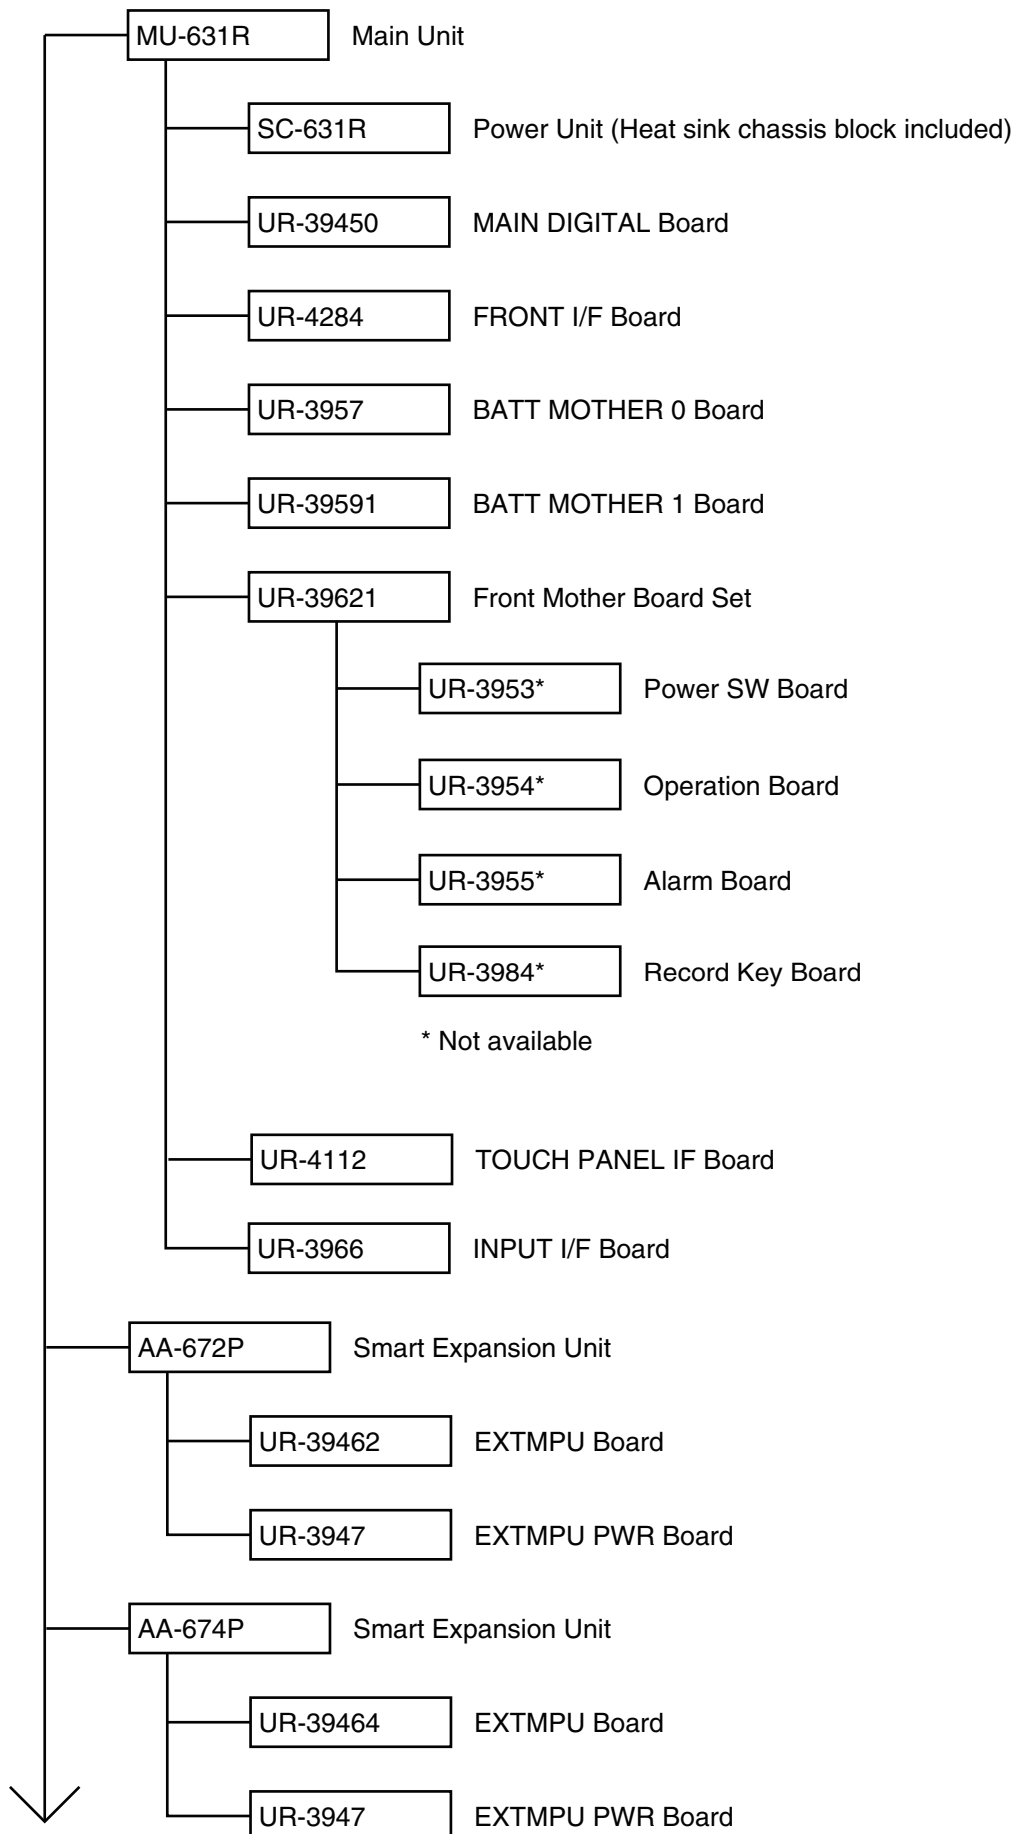 MU-631R Main Unit
SC-631R Power Unit (Heat sink chassis block included)
UR-39450 MAIN DIGITAL Board
UR-4284 FRONT I/F Board
UR-3957 BATT MOTHER 0 Board
UR-39591 BATT MOTHER 1 Board
UR-39621 Front Mother Board Set
UR-3953* Power SW Board
UR-3954* Operation Board
UR-3955* Alarm Board
UR-3984* Record Key Board
* Not available
UR-4112 TOUCH PANEL IF Board
UR-3966 INPUT I/F Board
AA-672P Smart Expansion Unit
UR-39462 EXTMPU Board
UR-3947 EXTMPU PWR Board
AA-674P Smart Expansion Unit
UR-39464 EXTMPU Board
UR-3947 EXTMPU PWR Board